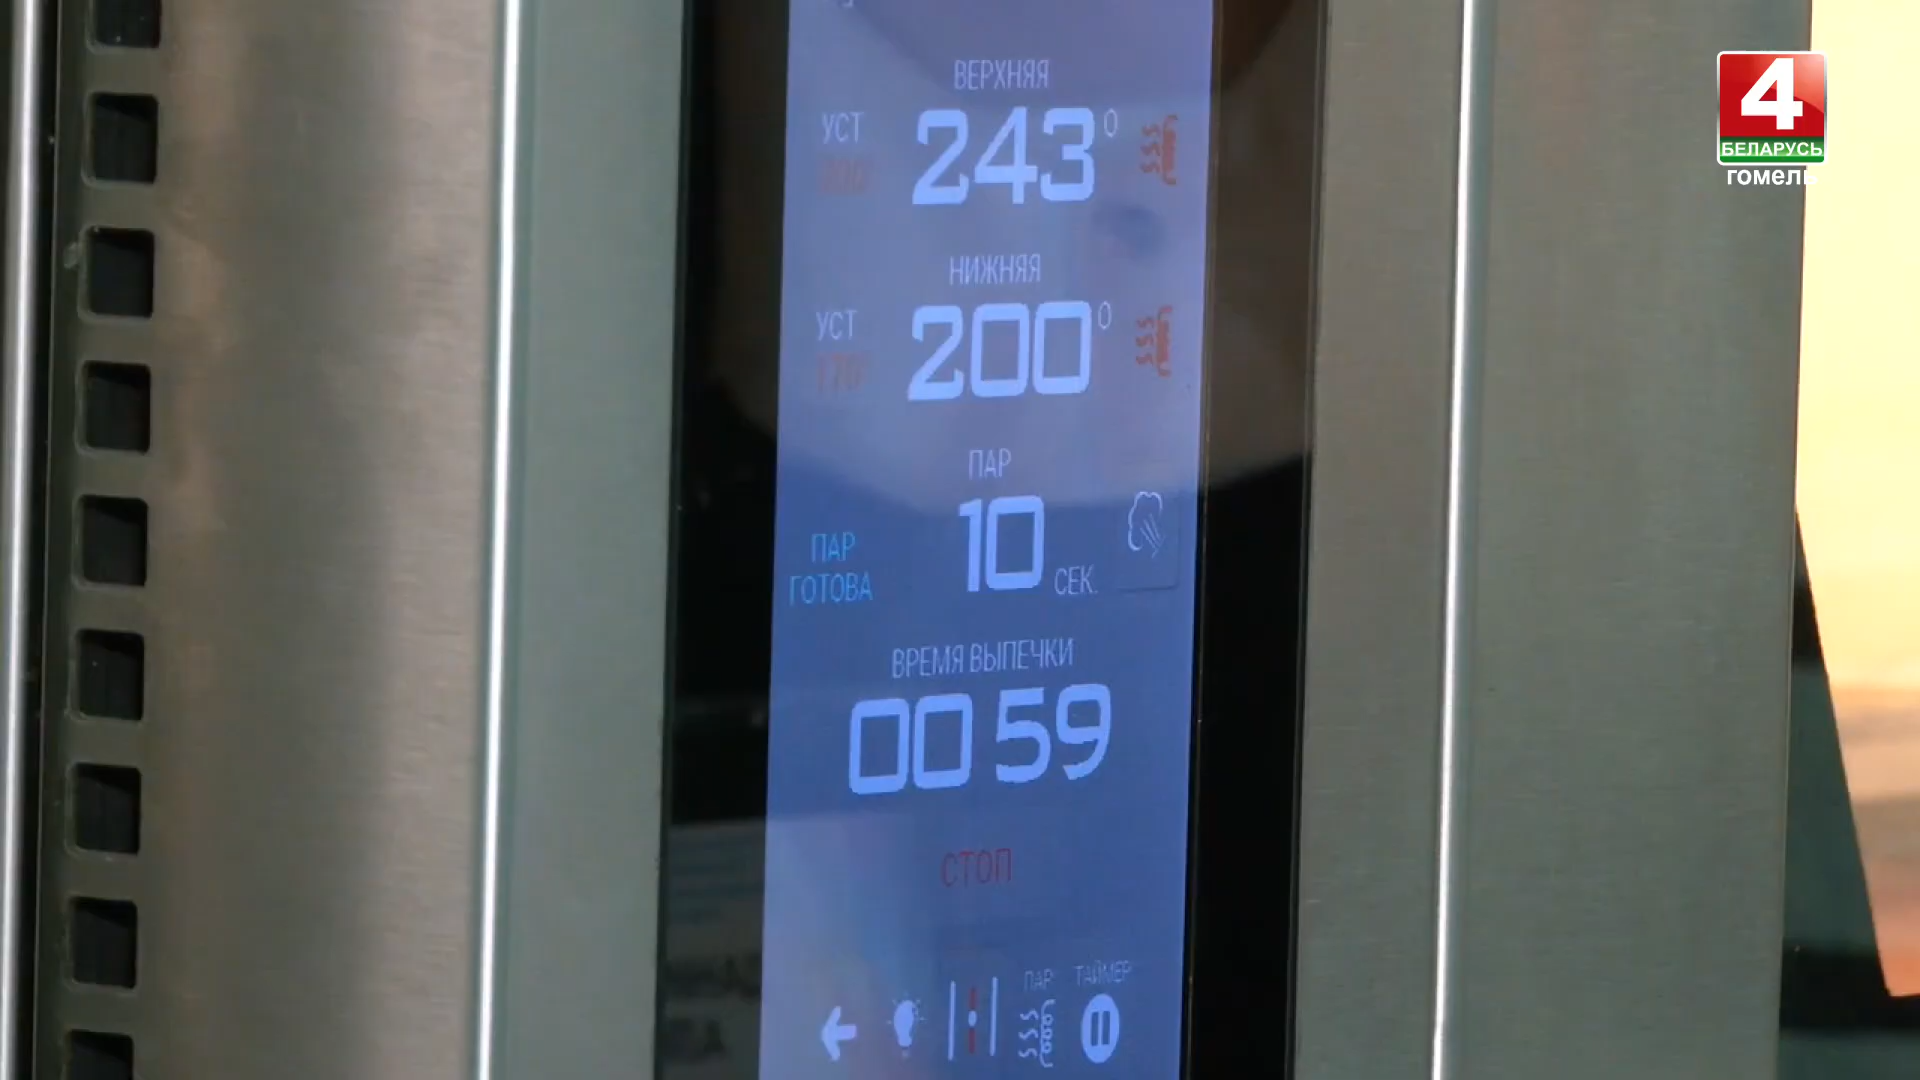 ВЕРХНЯЯ
УСТ
243°
НИЖНЯЯ
УСТ
170
200°
ПАР
ПАР
ГОТОВА
10
СЕК.
ВРЕМЯ ВЫПЕЧКИ
00 59
СТОП
ПАР
ТАЙМЕР
4
БЕЛАРУСЬ
гомель